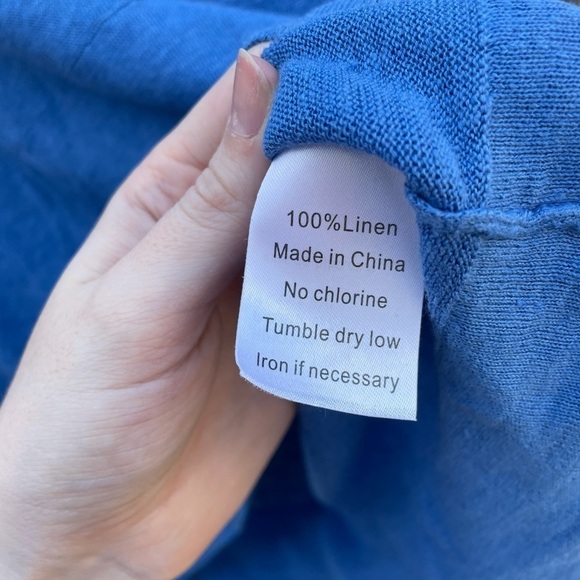 100%Linen
Made in China
No chlorine
Tumble dry low
Iron if necessary